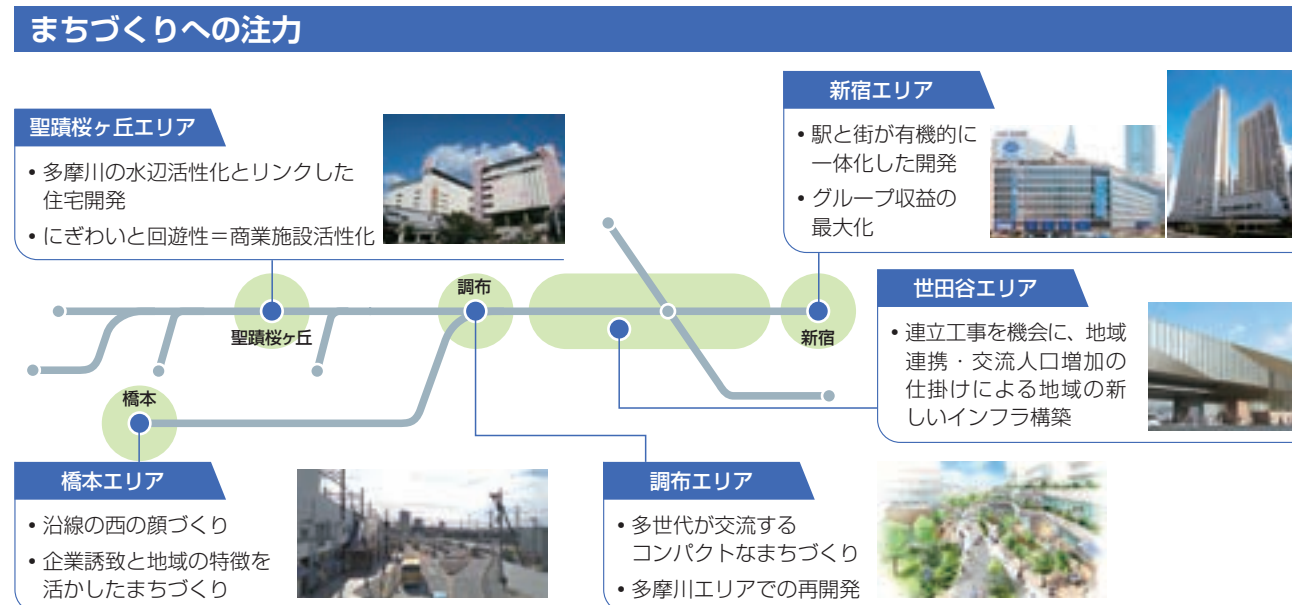 まちづくりへの注力
聖蹟桜ヶ丘エリア
• 多摩川の水辺活性化とリンクした
住宅開発
• にぎわいと回遊性＝商業施設活性化
新宿エリア
• 駅と街が有機的に
一体化した開発
• グループ収益の
最大化
調布
聖蹟桜ヶ丘
新宿
橋本
世田谷エリア
• 連立工事を機会に、地域
連携・交流人口増加の
仕掛けによる地域の新
しいインフラ構築
橋本エリア
• 沿線の西の顔づくり
• 企業誘致と地域の特徴を
活かしたまちづくり
調布エリア
• 多世代が交流する
コンパクトなまちづくり
• 多摩川エリアでの再開発